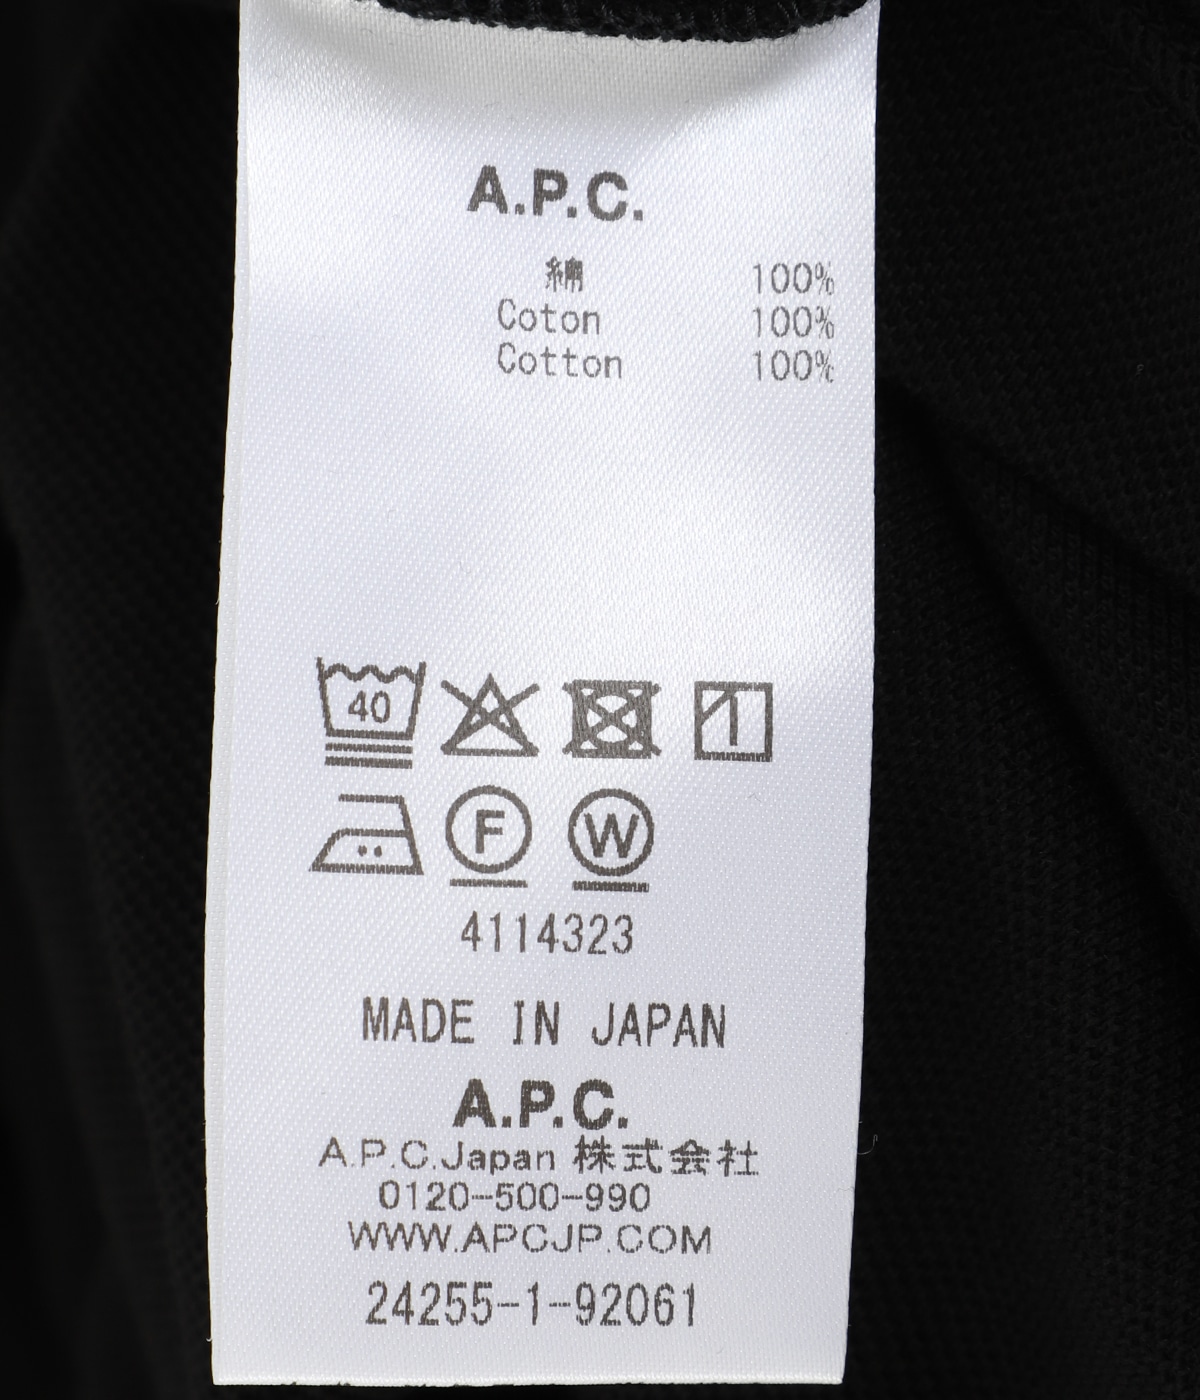 A.P.C.
綿 100%
Coton 100%
Cotton 100%
40
F W
4114323
MADE IN JAPAN
A.P.C.
A.P.C.Japan 株式会社
0120-500-990
WWW.APCJP.COM
24255-1-92061